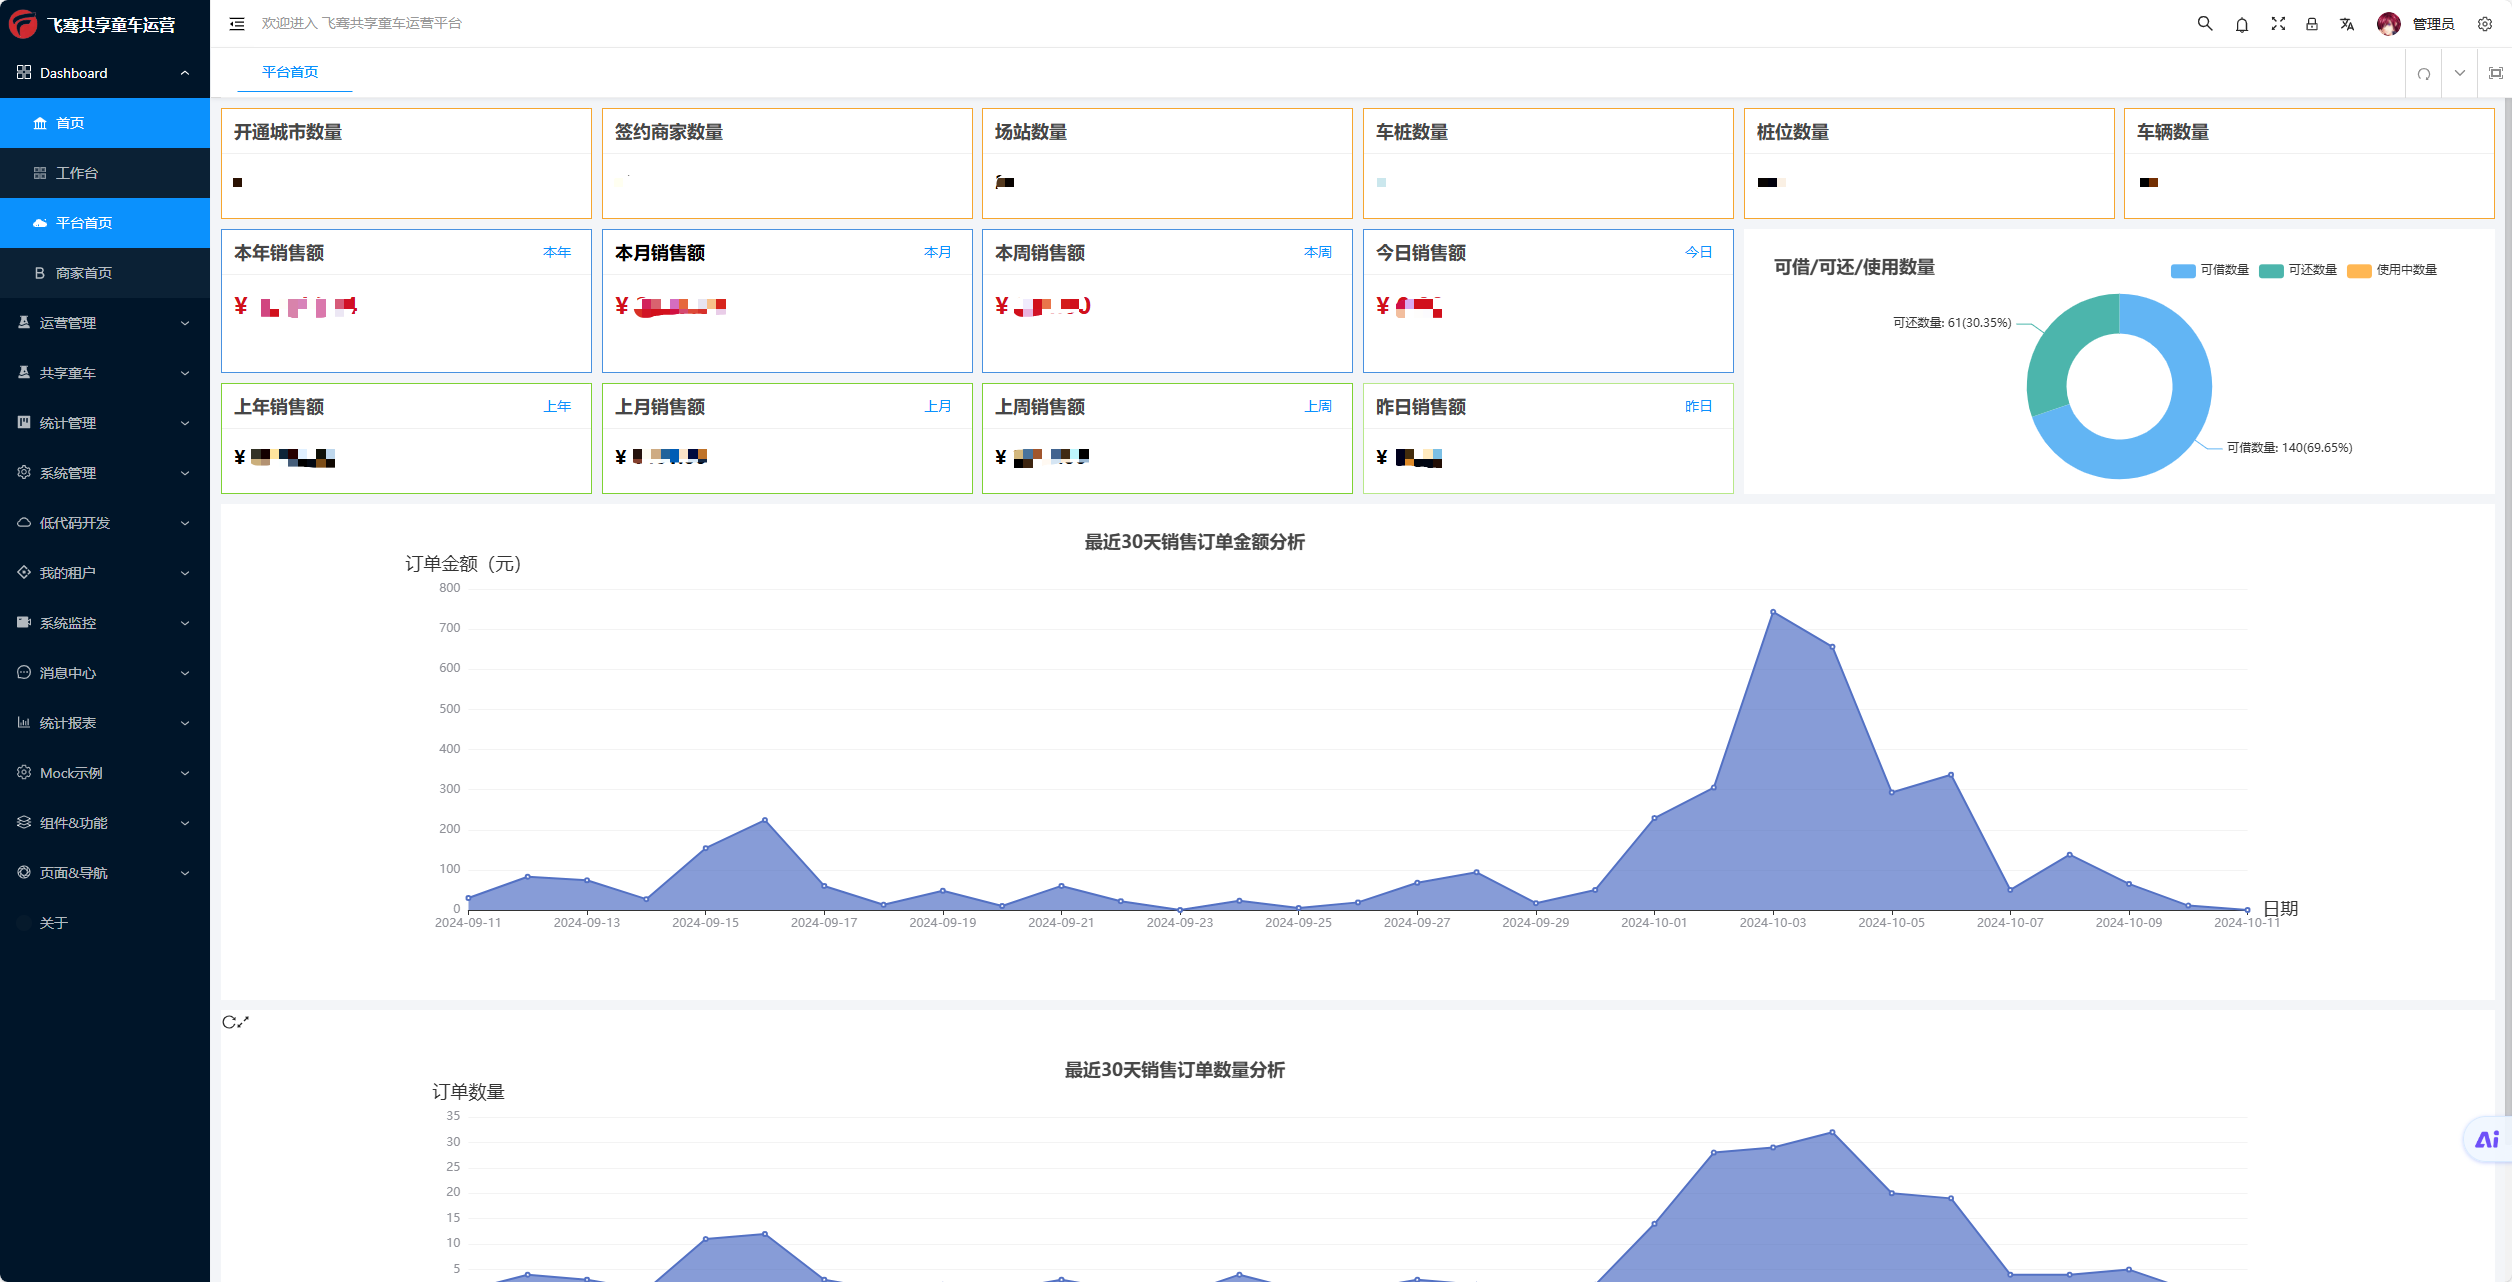 飞骞共享童车运营
欢迎进入 飞骞共享童车运营平台
管理员
Dashboard
平台首页
首页
工作台
平台首页
商家首页
运营管理
共享童车
统计管理
系统管理
低代码开发
我的租户
系统监控
消息中心
统计报表
Mock示例
组件&功能
页面&导航
关于
开通城市数量
签约商家数量
场站数量
车桩数量
桩位数量
车辆数量
本年销售额 本年
¥
本月销售额 本月
¥
本周销售额 本周
¥
今日销售额 今日
¥
上年销售额 上年
¥
上月销售额 上月
¥
上周销售额 上周
¥
昨日销售额 昨日
¥
可借/可还/使用数量
可借数量 可还数量 使用中数量
可还数量: 61(30.35%)
可借数量: 140(69.65%)
最近30天销售订单金额分析
订单金额（元）
800
700
600
500
400
300
200
100
0
2024-09-11 2024-09-13 2024-09-15 2024-09-17 2024-09-19 2024-09-21 2024-09-23 2024-09-25 2024-09-27 2024-09-29 2024-10-01 2024-10-03 2024-10-05 2024-10-07 2024-10-09 2024-10-11
日期
最近30天销售订单数量分析
订单数量
35
30
25
20
15
10
5
Ai